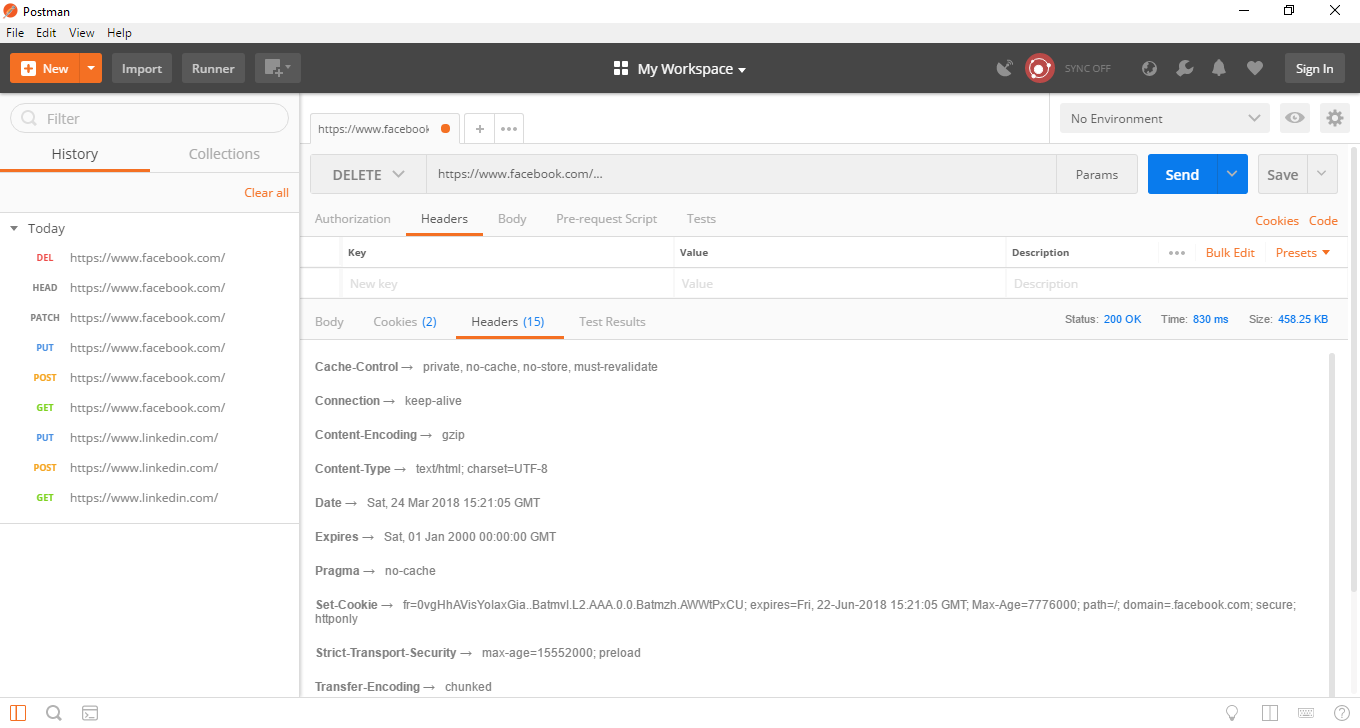 Postman
File Edit View Help
New Import Runner My Workspace SYNC OFF Sign In
Filter
History Collections
Clear all
Today
DEL https://www.facebook.com/
HEAD https://www.facebook.com/
PATCH https://www.facebook.com/
PUT https://www.facebook.com/
POST https://www.facebook.com/
GET https://www.facebook.com/
PUT https://www.linkedin.com/
POST https://www.linkedin.com/
GET https://www.linkedin.com/
https://www.facebook + ••• No Environment
DELETE https://www.facebook.com/... Params Send Save
Authorization Headers Body Pre-request Script Tests Cookies Code
Key Value Description ••• Bulk Edit Presets
New key Value Description
Body Cookies (2) Headers (15) Test Results Status: 200 OK Time: 830 ms Size: 458.25 KB
Cache-Control → private, no-cache, no-store, must-revalidate
Connection → keep-alive
Content-Encoding → gzip
Content-Type → text/html; charset=UTF-8
Date → Sat, 24 Mar 2018 15:21:05 GMT
Expires → Sat, 01 Jan 2000 00:00:00 GMT
Pragma → no-cache
Set-Cookie → fr=0vgHhAVisYolaxGia..Batmvl.L2.AAA.0.0.Batmzh.AWWtPxCU; expires=Fri, 22-Jun-2018 15:21:05 GMT; Max-Age=7776000; path=/; domain=.facebook.com; secure;
httponly
Strict-Transport-Security → max-age=15552000; preload
Transfer-Encoding → chunked